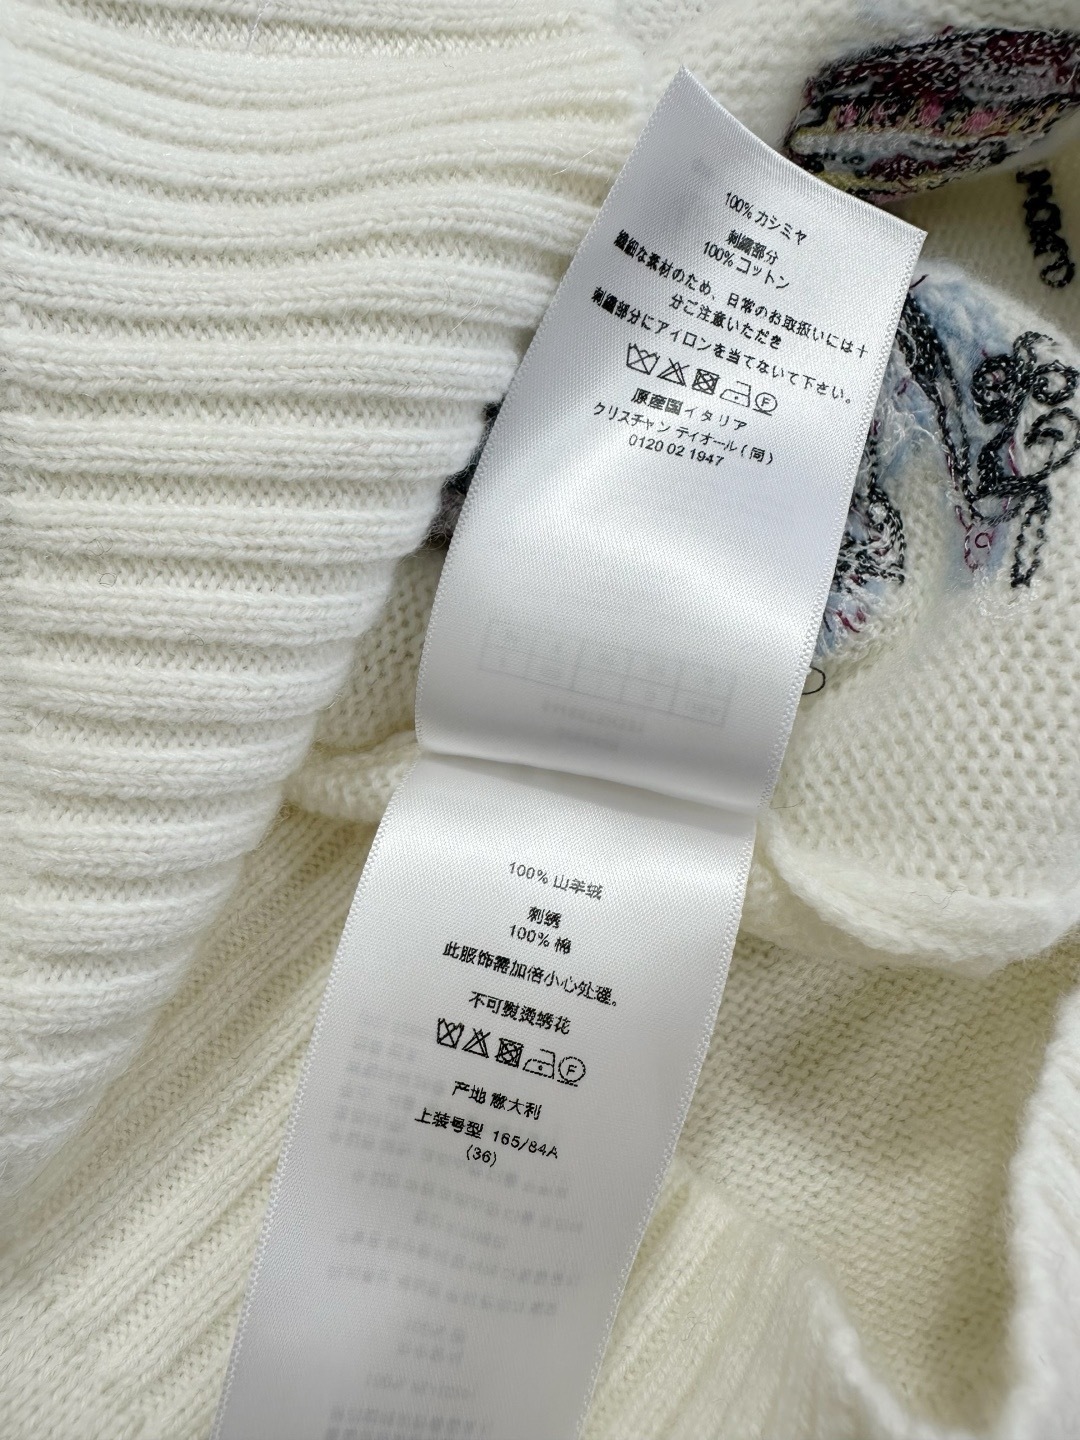 100% カシミヤ
刺繍部分
100% コットン
繊細な素材のため、日常のお取扱いには十
分ご注意いただき
刺繍部分にアイロンを当てないて下さい。
F
原産国イタリア
クリスチャン ディオール(同)
0120 02 1947
100% 山羊绒
刺绣
100% 棉
此服饰需加倍小心处理。
不可熨烫绣花
F
产地 意大利
上装号型 165/84A
(36)